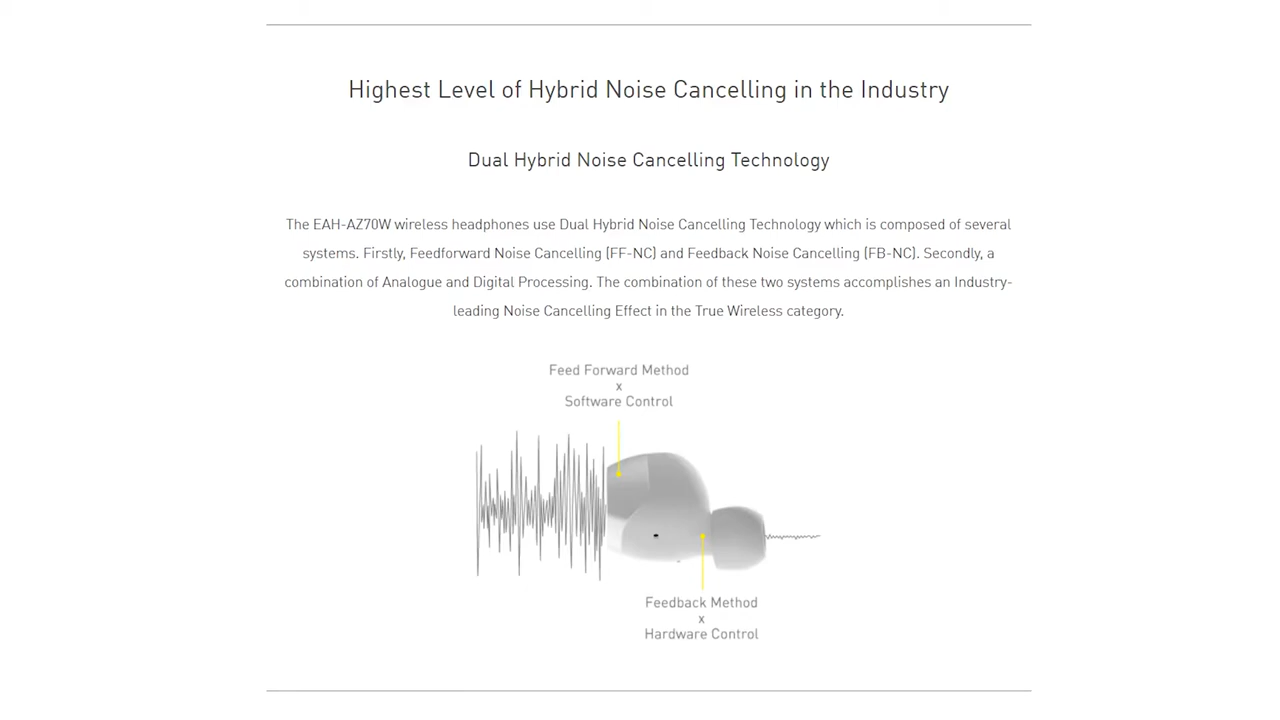 Highest Level of Hybrid Noise Cancelling in the Industry
Dual Hybrid Noise Cancelling Technology
The EAH-AZ70W wireless headphones use Dual Hybrid Noise Cancelling Technology which is composed of several
systems. Firstly, Feedforward Noise Cancelling (FF-NC) and Feedback Noise Cancelling (FB-NC). Secondly, a
combination of Analogue and Digital Processing. The combination of these two systems accomplishes an Industry-
leading Noise Cancelling Effect in the True Wireless category.
Feed Forward Method
x
Software Control
Feedback Method
x
Hardware Control